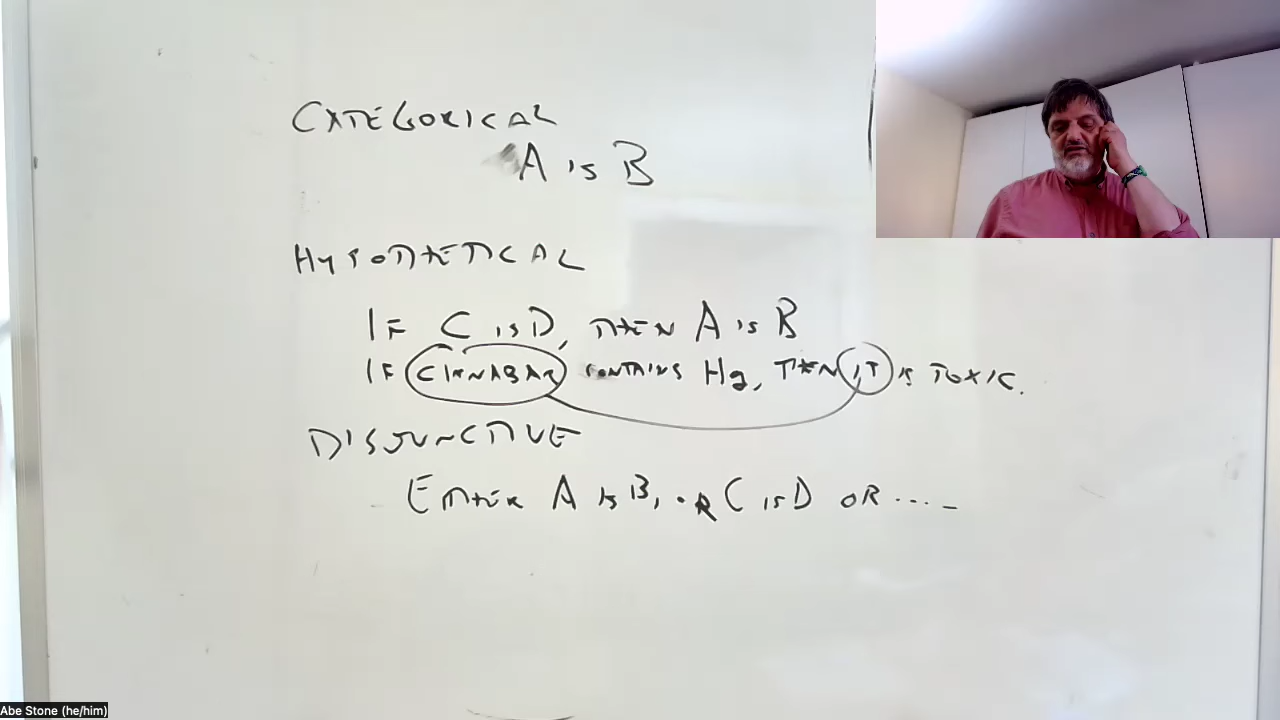 CATEGORICAL
A is B
HYPOTHETICAL
IF C is D, THEN A is B
IF CINNABAR CONTAINS Hg, THEN IT is TOXIC.
DISJUNCTIVE
EITHER A is B, OR C is D OR ....
Abe Stone (he/him)